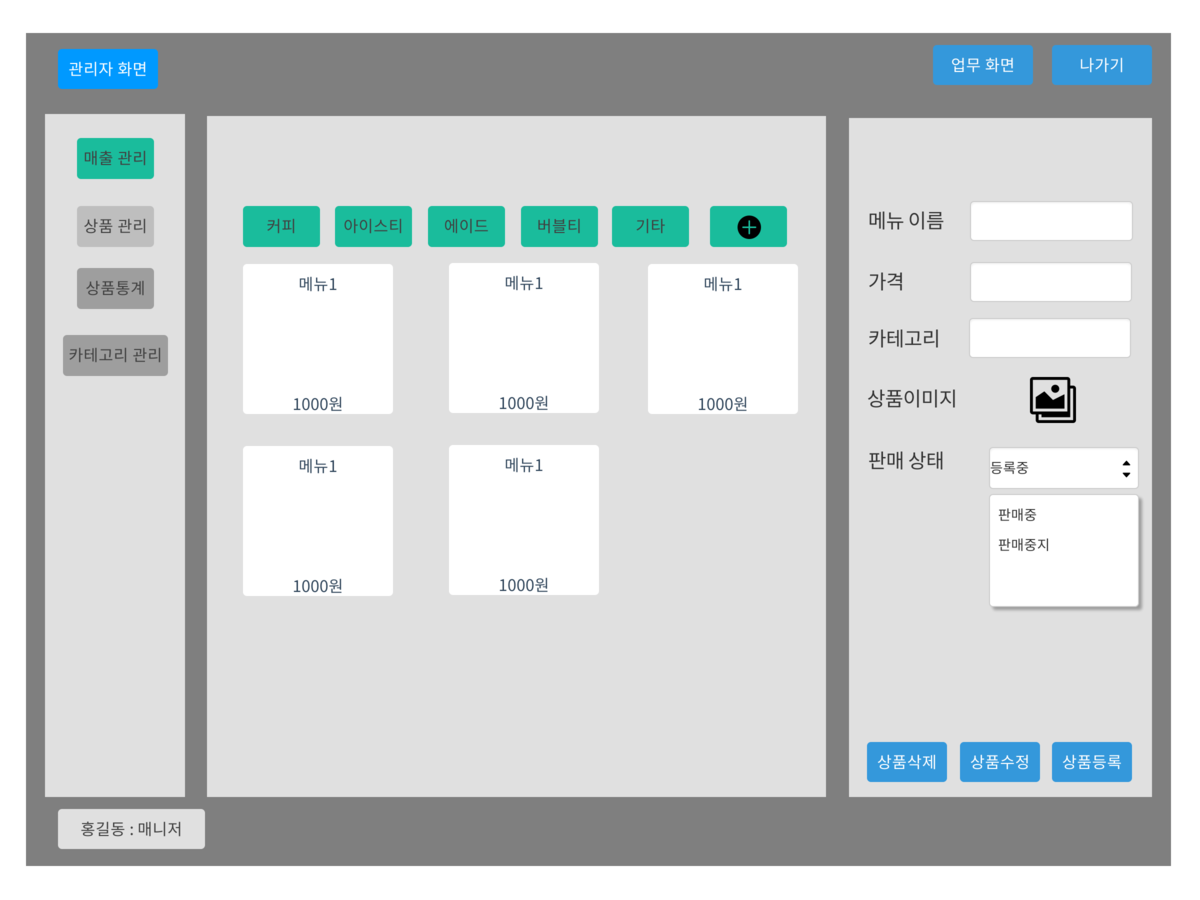 관리자 화면
업무 화면
나가기
매출 관리
상품 관리
상품통계
카테고리 관리
커피
아이스티
에이드
버블티
기타
메뉴1
메뉴1
메뉴1
1000원
1000원
1000원
메뉴1
메뉴1
1000원
1000원
메뉴 이름
가격
카테고리
상품이미지
판매 상태
등록중
판매중
판매중지
상품삭제
상품수정
상품등록
홍길동 : 매니저